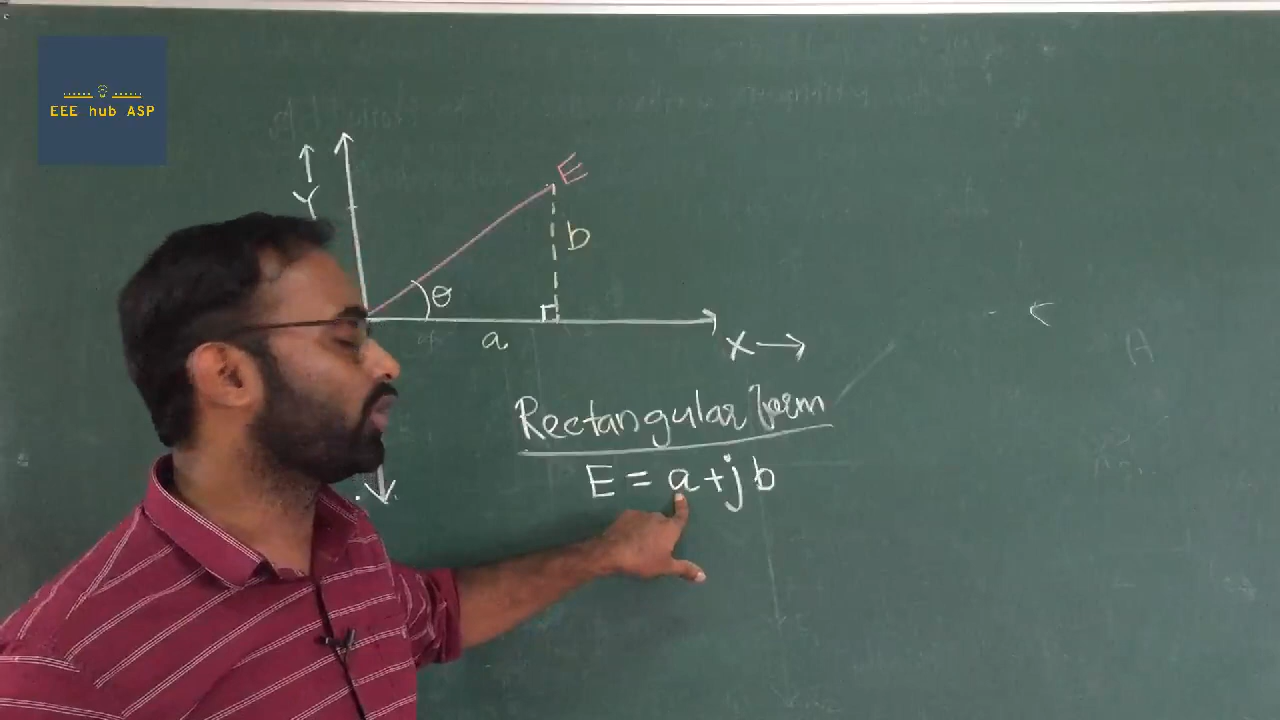 EEE hub ASP
Y
E
b
θ
a
X
Rectangular form
E = a + j b